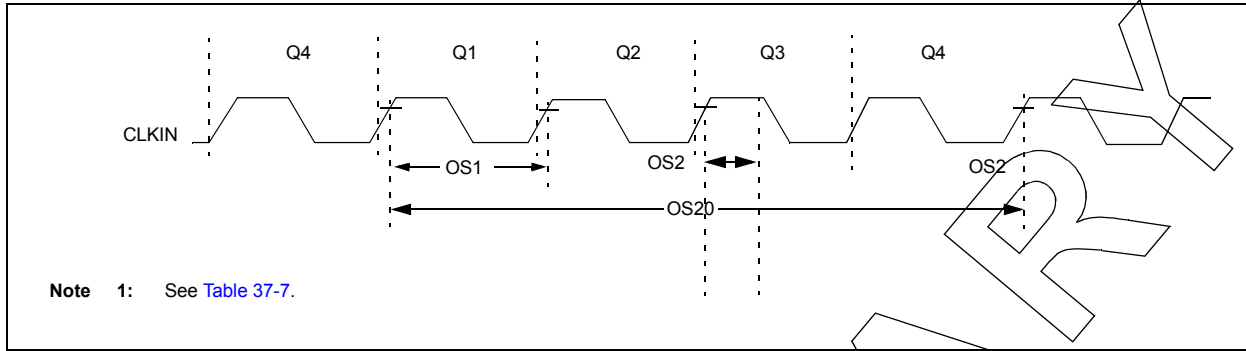 Q4 Q1 Q2 Q3 Q4
CLKIN
OS1 OS2 OS2
OS20
Note 1: See Table 37-7.
R Y